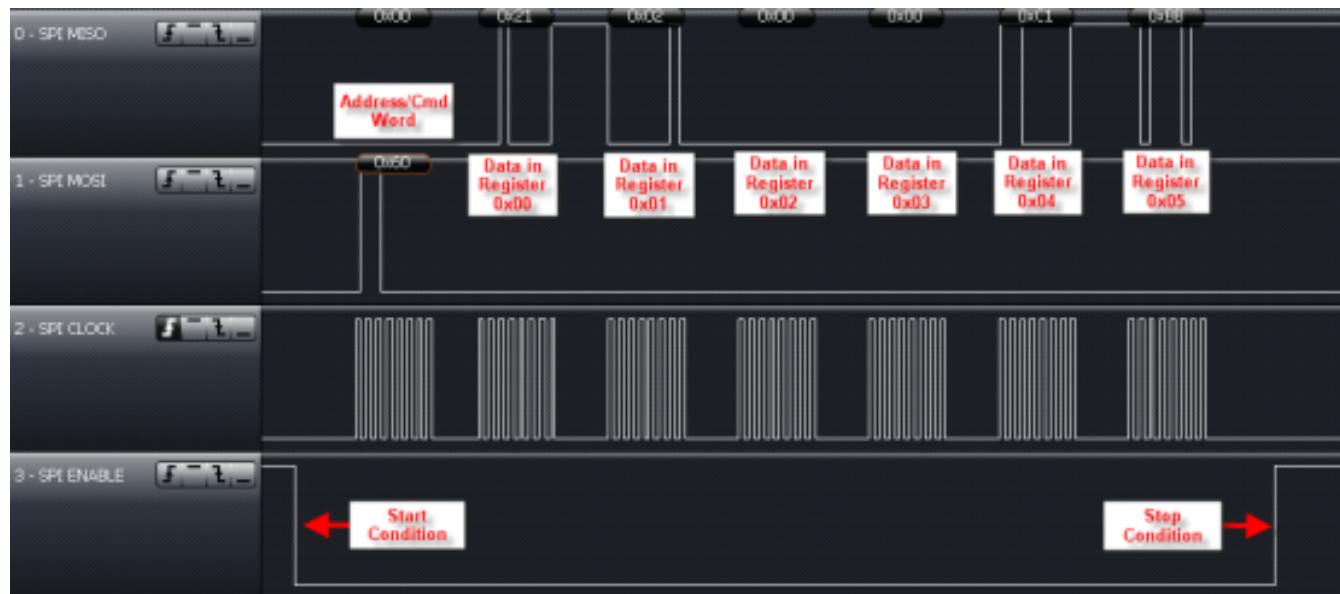 0 - SPI MISO
0x00
0x21
0x02
0x00
0x00
0xC1
0xBB
Address/Cmd
Word
1 - SPI MOSI
0x60
Data in
Register
0x00
Data in
Register
0x01
Data in
Register
0x02
Data in
Register
0x03
Data in
Register
0x04
Data in
Register
0x05
2 - SPI CLOCK
3 - SPI ENABLE
Start
Condition
Stop
Condition